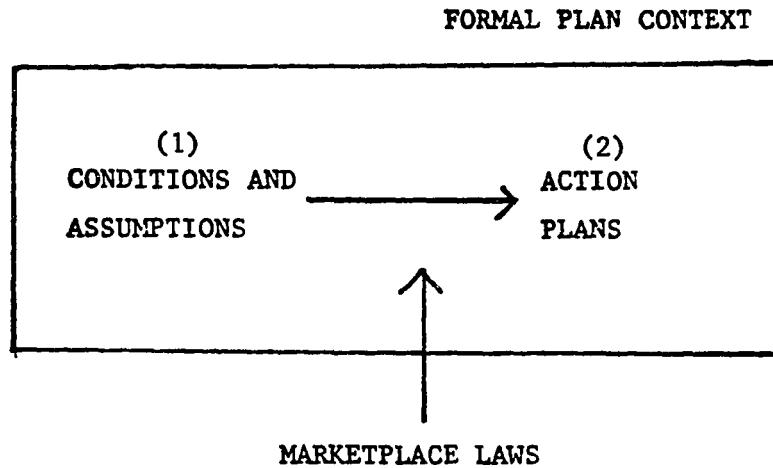 FORMAL PLAN CONTEXT
(1)
CONDITIONS AND
ASSUMPTIONS
(2)
ACTION
PLANS
MARKETPLACE LAWS